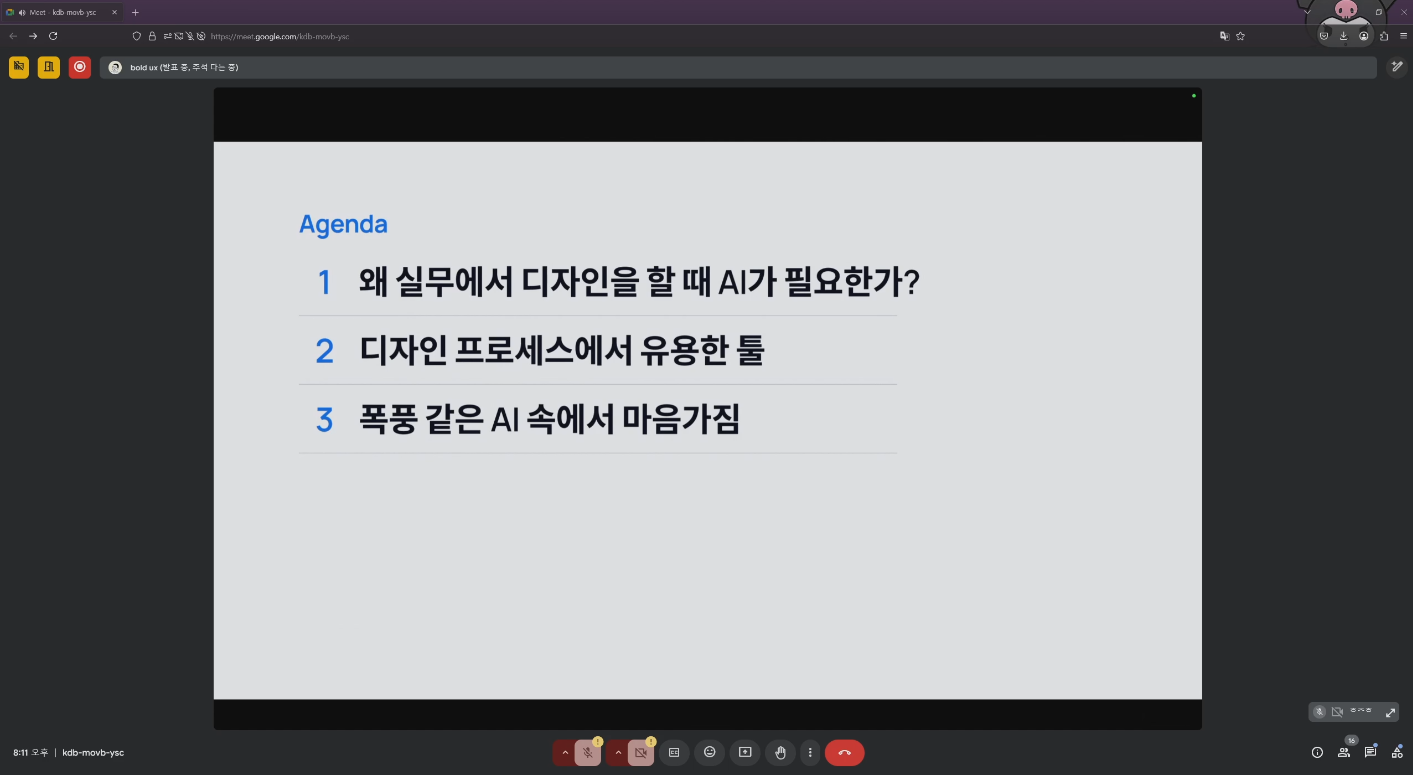 Meet - kdb-movb-ysc
https://meet.google.com/kdb-movb-ysc
bold ux (발표 중, 주석 다는 중)
Agenda
1 왜 실무에서 디자인을 할 때 AI가 필요한가?
2 디자인 프로세스에서 유용한 툴
3 폭풍 같은 AI 속에서 마음가짐
16
8:11 오후 | kdb-movb-ysc